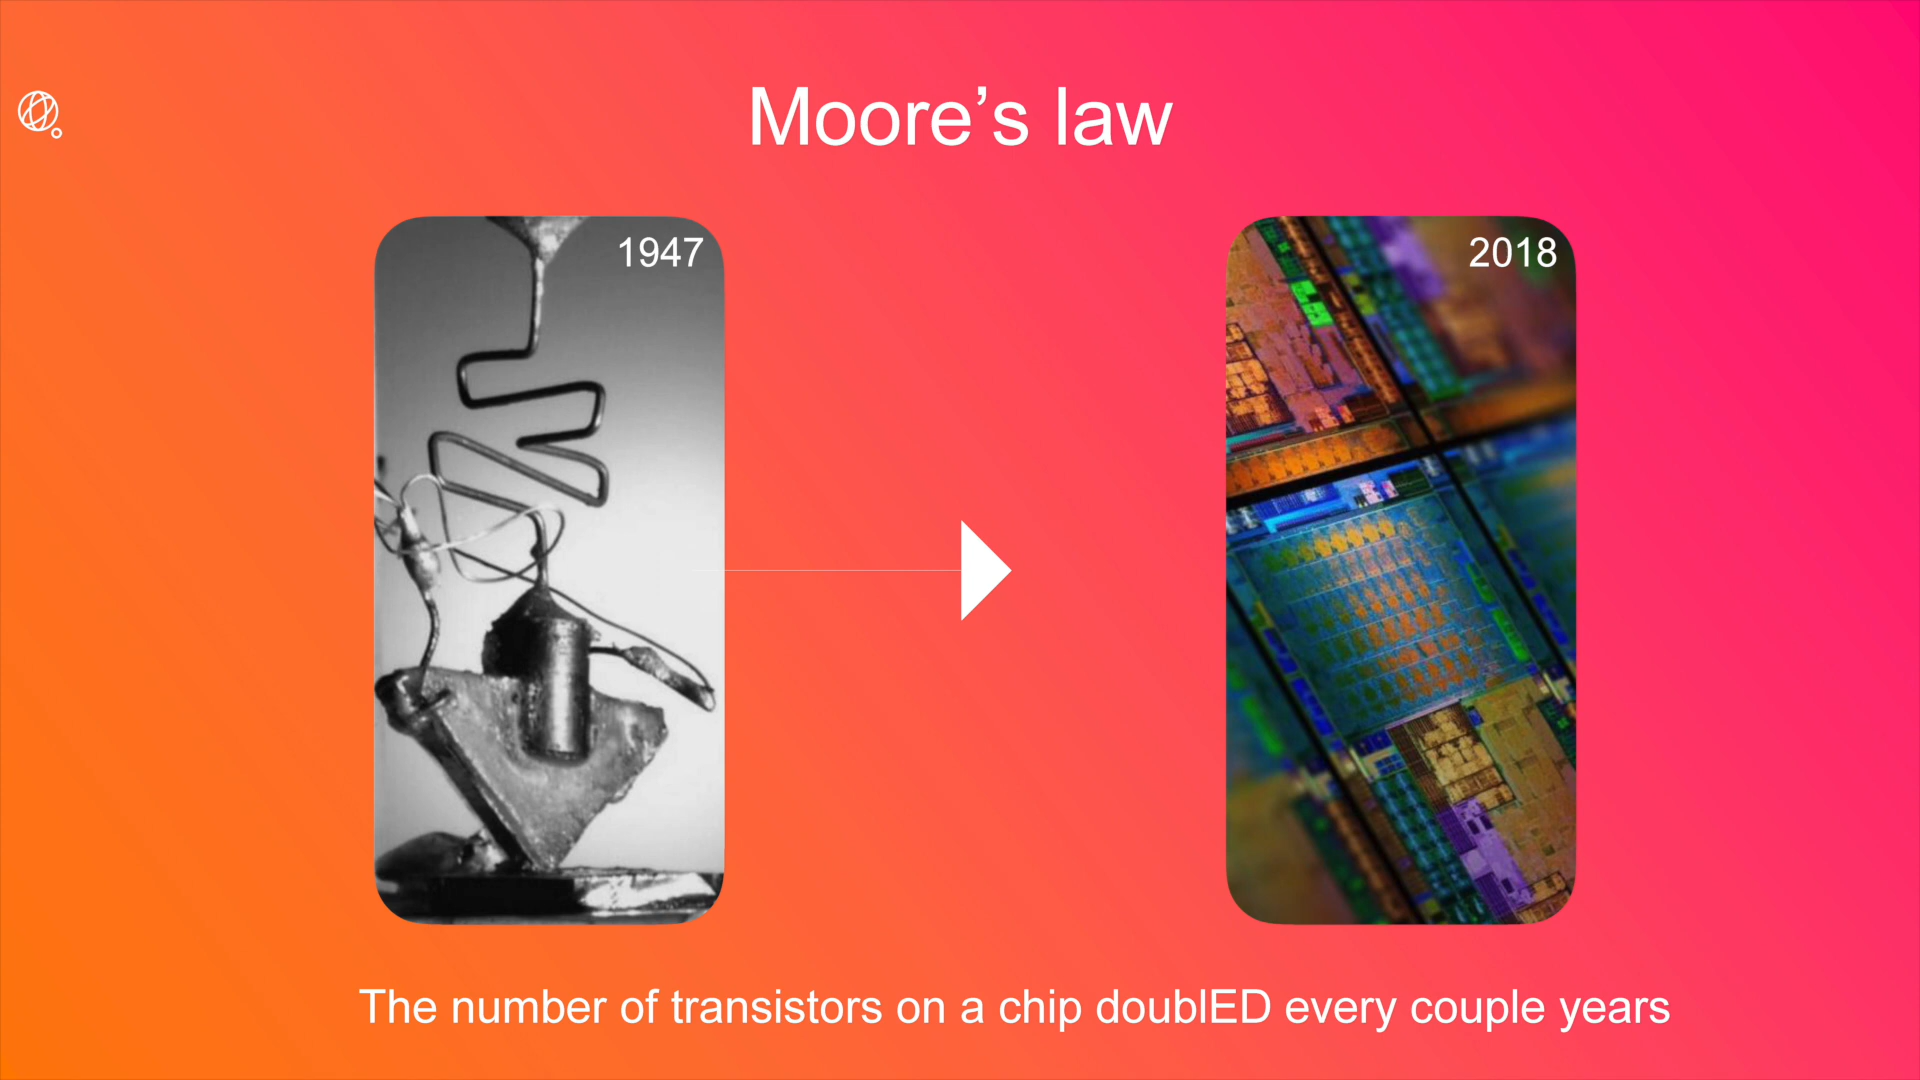 Moore’s law
1947
2018
The number of transistors on a chip doublED every couple years